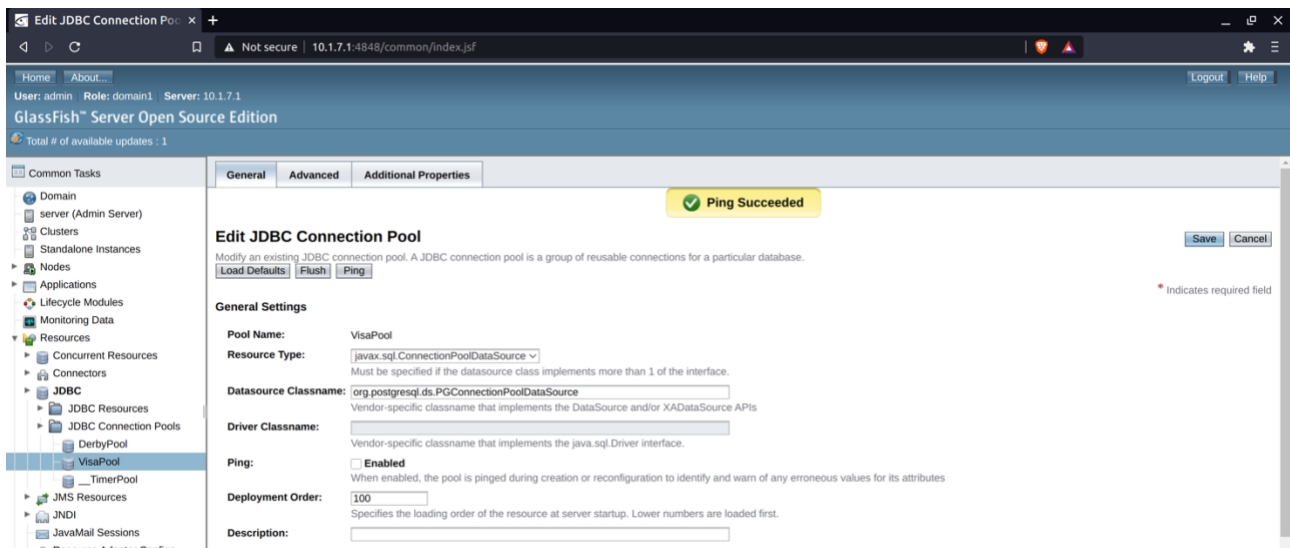 Edit JDBC Connection Poo
Not secure 10.1.7.1:4848/common/index.jsf
Home About... Logout Help
User: admin Role: domain1 Server: 10.1.7.1
GlassFish™ Server Open Source Edition
Total # of available updates : 1
Common Tasks
Domain
server (Admin Server)
Clusters
Standalone Instances
Nodes
Applications
Lifecycle Modules
Monitoring Data
Resources
Concurrent Resources
Connectors
JDBC
JDBC Resources
JDBC Connection Pools
DerbyPool
VisaPool
__TimerPool
JMS Resources
JNDI
JavaMail Sessions
General Advanced Additional Properties
Ping Succeeded
Edit JDBC Connection Pool
Save Cancel
Modify an existing JDBC connection pool. A JDBC connection pool is a group of reusable connections for a particular database.
Load Defaults Flush Ping
* Indicates required field
General Settings
Pool Name: VisaPool
Resource Type: javax.sql.ConnectionPoolDataSource
Must be specified if the datasource class implements more than 1 of the interface.
Datasource Classname: org.postgresql.ds.PGConnectionPoolDataSource
Vendor-specific classname that implements the DataSource and/or XADataSource APIs
Driver Classname:
Vendor-specific classname that implements the java.sql.Driver interface.
Ping: Enabled
When enabled, the pool is pinged during creation or reconfiguration to identify and warn of any erroneous values for its attributes
Deployment Order: 100
Specifies the loading order of the resource at server startup. Lower numbers are loaded first.
Description: